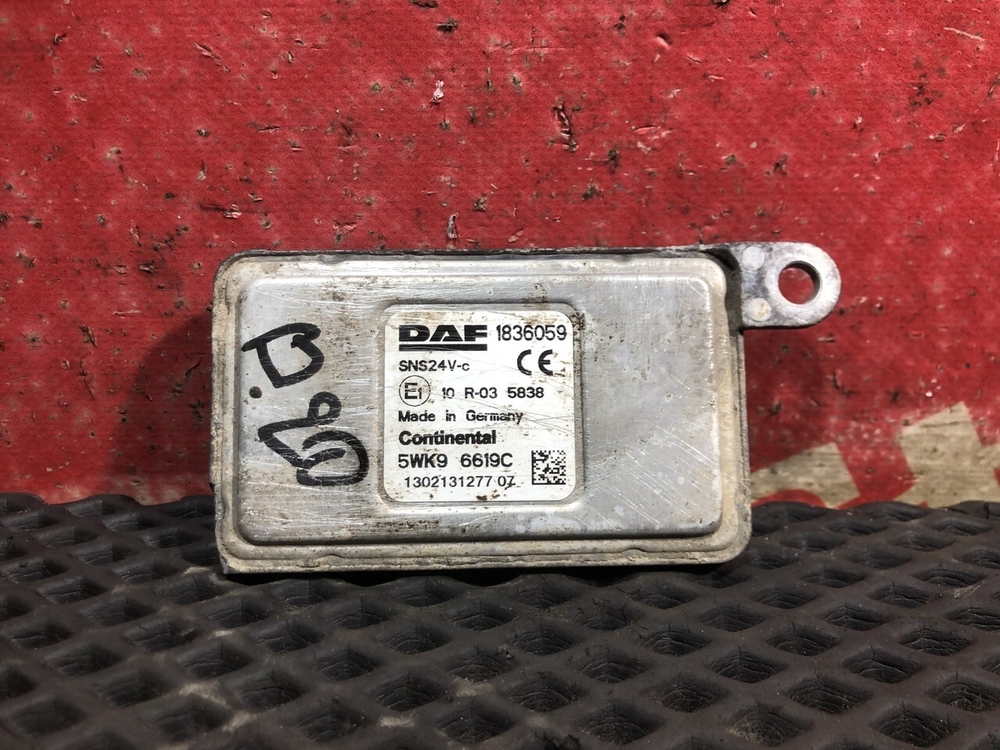 DAF 1836059
SNS24V-c CE
E1 10 R-03 5838
Made in Germany
Continental
5WK9 6619C
1302131277 07